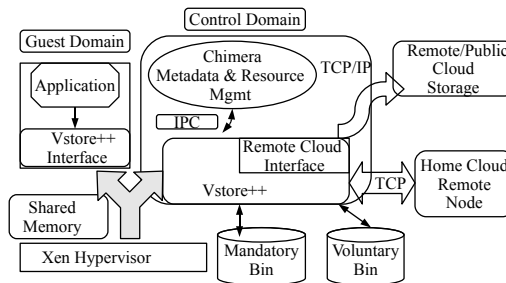 Control Domain
Guest Domain
Application
Vstore++
Interface
Chimera
Metadata & Resource
Mgmt
TCP/IP
Remote/Public
Cloud
Storage
IPC
Remote Cloud
Interface
Vstore++
TCP
Home Cloud
Remote
Node
Shared
Memory
Xen Hypervisor
Mandatory
Bin
Voluntary
Bin